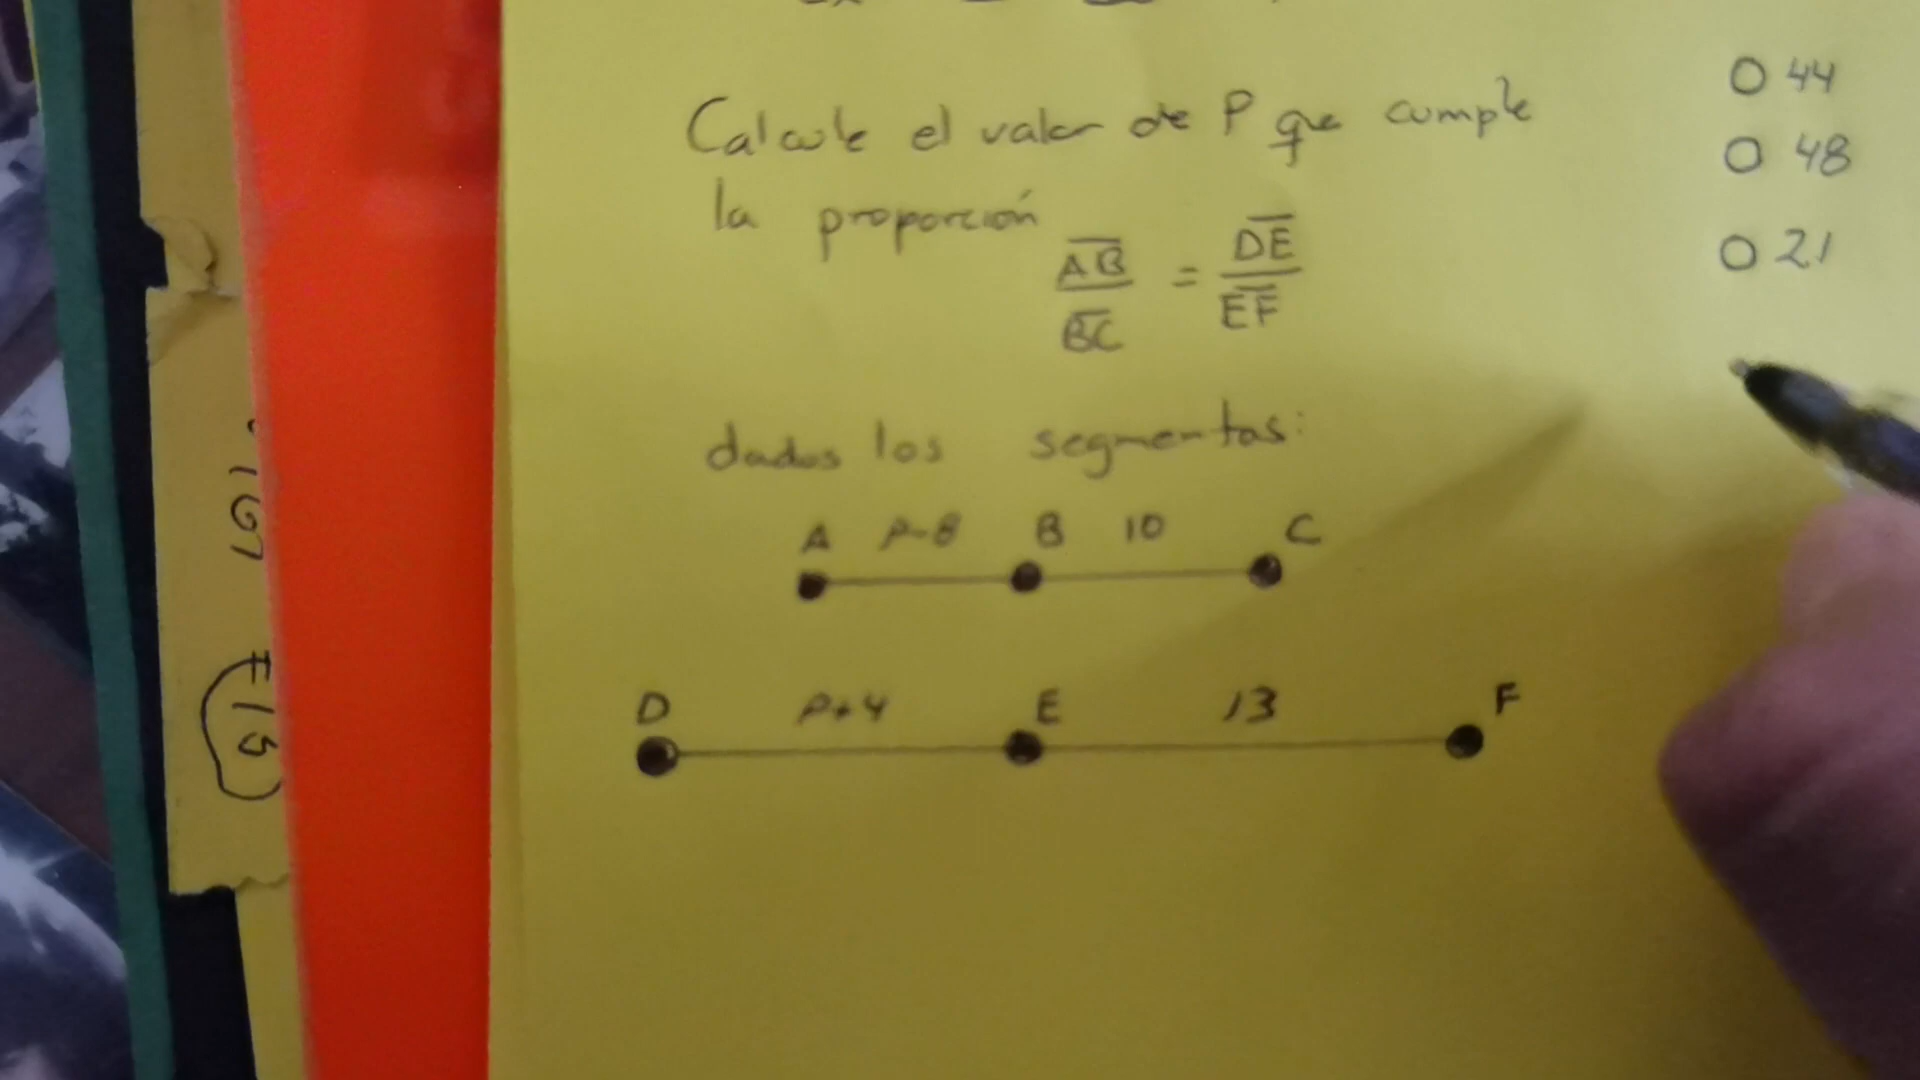 Calcule el valor de P que cumple
la proporción
AB = DE
BC EF
dados los segmentos:
A P-8 B 10 C
D P+4 E 13 F
O 44
O 48
O 21